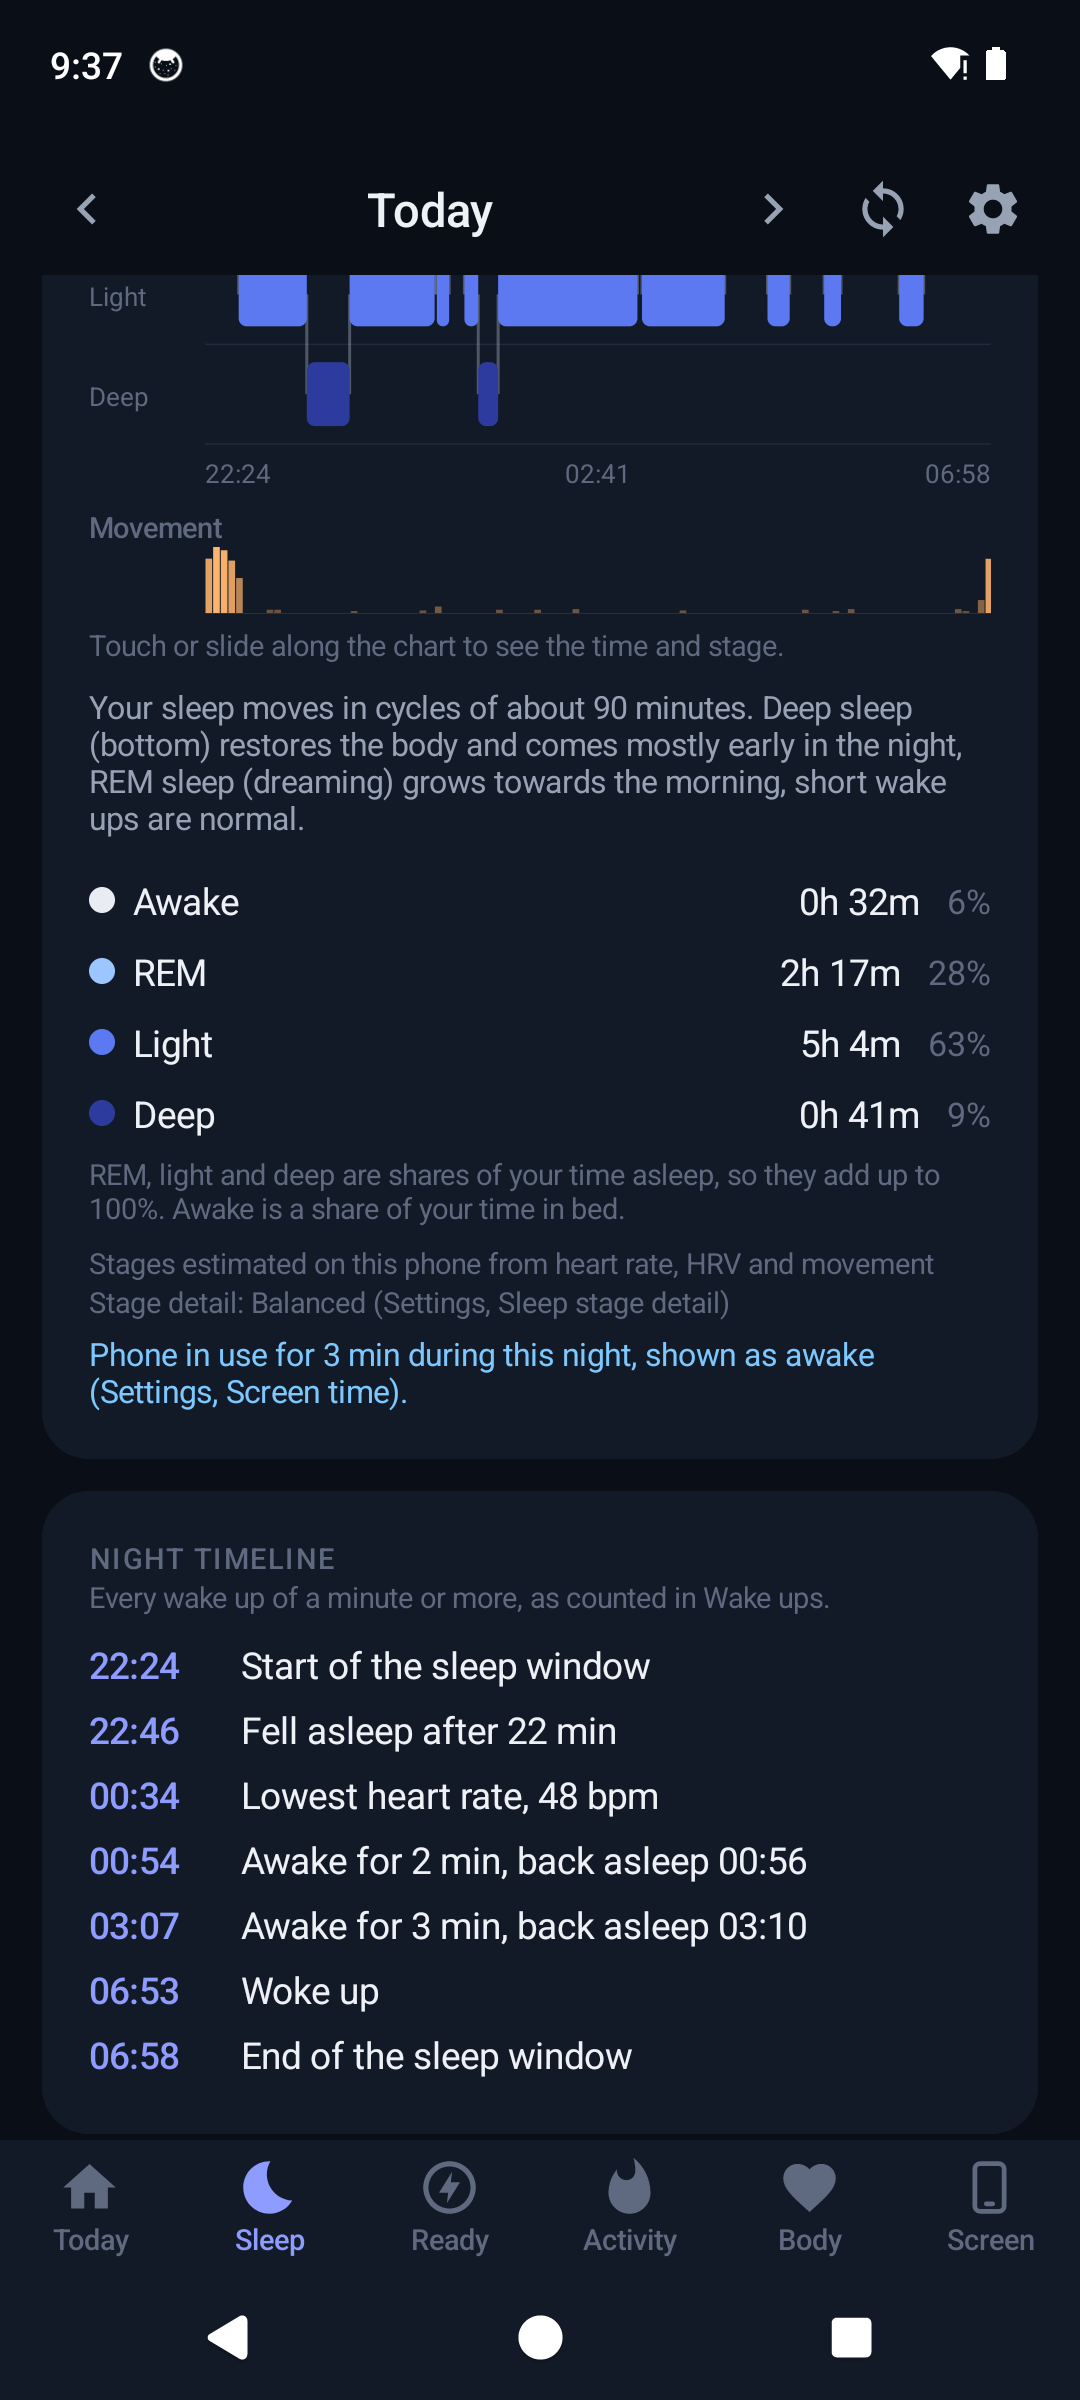 9:37
Today
Light
Deep
22:24 02:41 06:58
Movement
Touch or slide along the chart to see the time and stage.
Your sleep moves in cycles of about 90 minutes. Deep sleep
(bottom) restores the body and comes mostly early in the night,
REM sleep (dreaming) grows towards the morning, short wake
ups are normal.
Awake 0h 32m 6%
REM 2h 17m 28%
Light 5h 4m 63%
Deep 0h 41m 9%
REM, light and deep are shares of your time asleep, so they add up to
100%. Awake is a share of your time in bed.
Stages estimated on this phone from heart rate, HRV and movement
Stage detail: Balanced (Settings, Sleep stage detail)
Phone in use for 3 min during this night, shown as awake
(Settings, Screen time).
NIGHT TIMELINE
Every wake up of a minute or more, as counted in Wake ups.
22:24 Start of the sleep window
22:46 Fell asleep after 22 min
00:34 Lowest heart rate, 48 bpm
00:54 Awake for 2 min, back asleep 00:56
03:07 Awake for 3 min, back asleep 03:10
06:53 Woke up
06:58 End of the sleep window
Today Sleep Ready Activity Body Screen